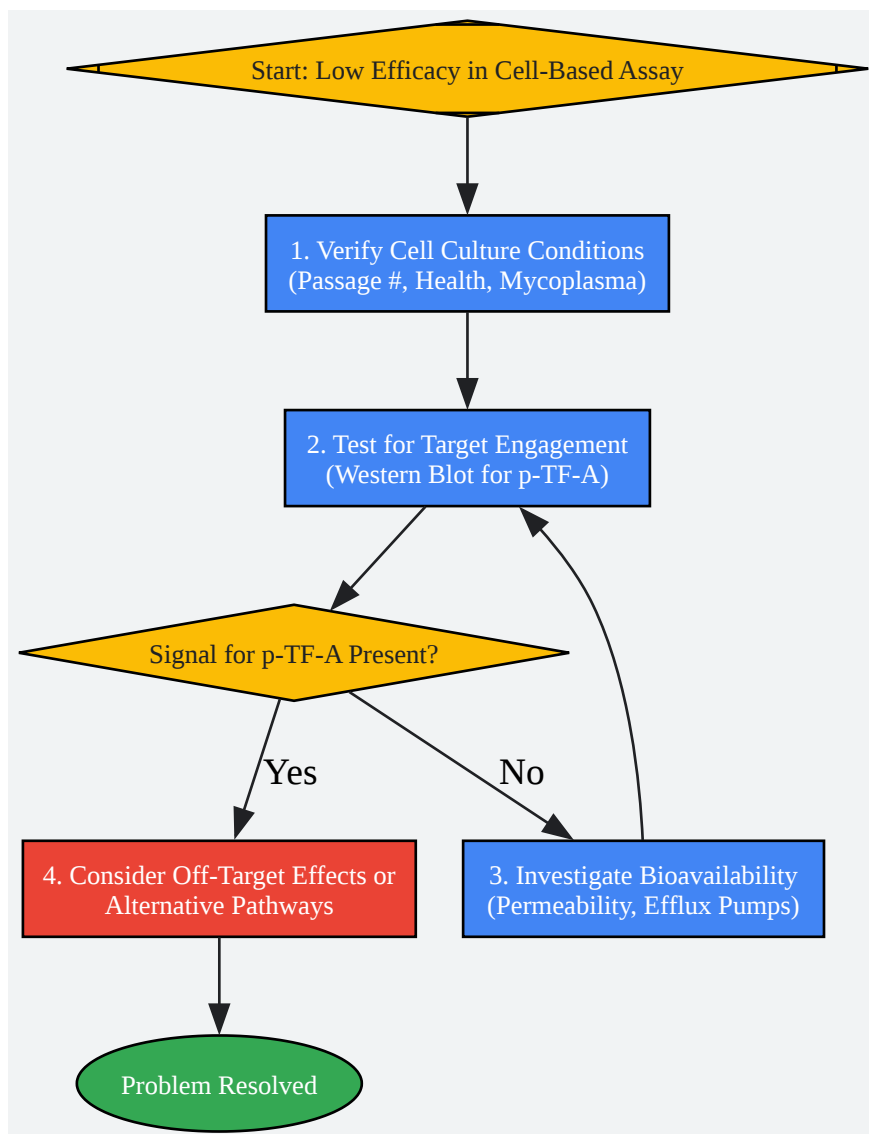 Start: Low Efficacy in Cell-Based Assay
1. Verify Cell Culture Conditions
(Passage #, Health, Mycoplasma)
2. Test for Target Engagement
(Western Blot for p-TF-A)
Signal for p-TF-A Present?
Yes
No
4. Consider Off-Target Effects or
Alternative Pathways
3. Investigate Bioavailability
(Permeability, Efflux Pumps)
Problem Resolved